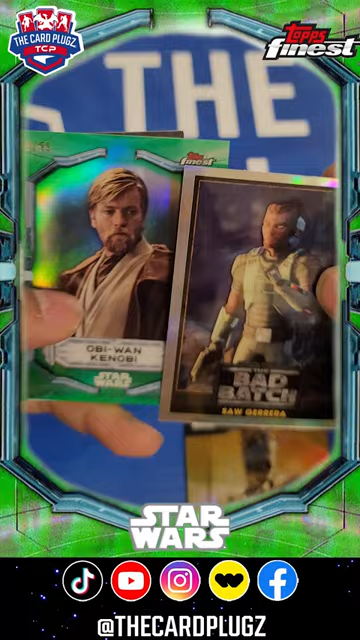 THE CARD PLUGZ
TCP
topps
finest
THE
topps
finest
OBI-WAN
KENOBI
STAR
WARS
THE
BAD
BATCH
SAW GERRERA
STAR
WARS
@THECARDPLUGZ